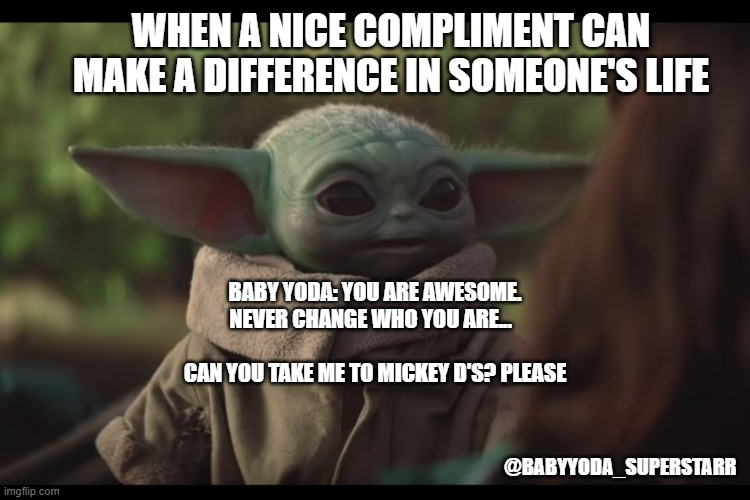 WHEN A NICE COMPLIMENT CAN
MAKE A DIFFERENCE IN SOMEONE'S LIFE
BABY YODA: YOU ARE AWESOME.
NEVER CHANGE WHO YOU ARE...
CAN YOU TAKE ME TO MICKEY D'S? PLEASE
@BABYYODA_SUPERSTARR
imgflip.com